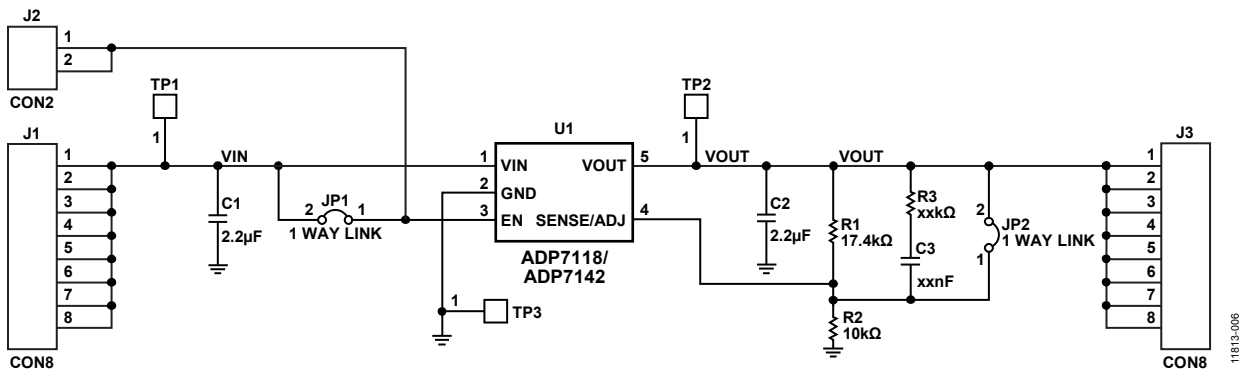 J2
1
2
CON2
J1
1
2
3
4
5
6
7
8
CON8
TP1
1
VIN
C1
2.2µF
JP1
2 1
1 WAY LINK
U1
1 VIN
2 GND
3 EN
VOUT 5
SENSE/ADJ 4
ADP7118/
ADP7142
1
TP3
TP2
1
VOUT
VOUT
C2
2.2µF
R1
17.4kΩ
R3
xxkΩ
C3
xxnF
2
JP2
1 WAY LINK
1
R2
10kΩ
J3
1
2
3
4
5
6
7
8
CON8
11813-006